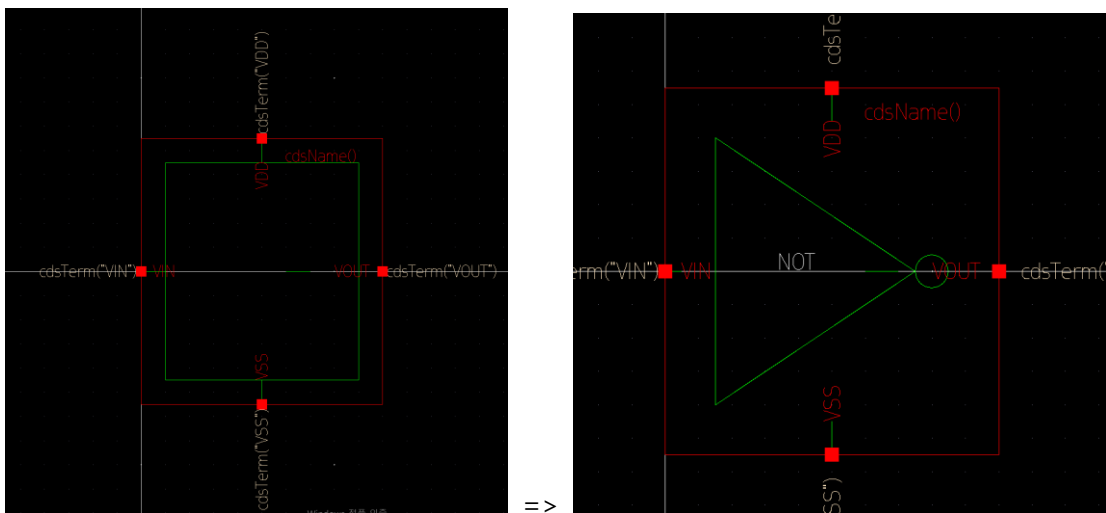 cdsTerm("VDD")
cdsName()
VDD
cdsTerm("VIN")
VIN
VOUT
cdsTerm("VOUT")
VSS
cdsTerm("VSS")
=>
cdsTe
cdsName()
VDD
erm("VIN")
VIN
NOT
VOUT
cdsTerm("
VSS
SS")